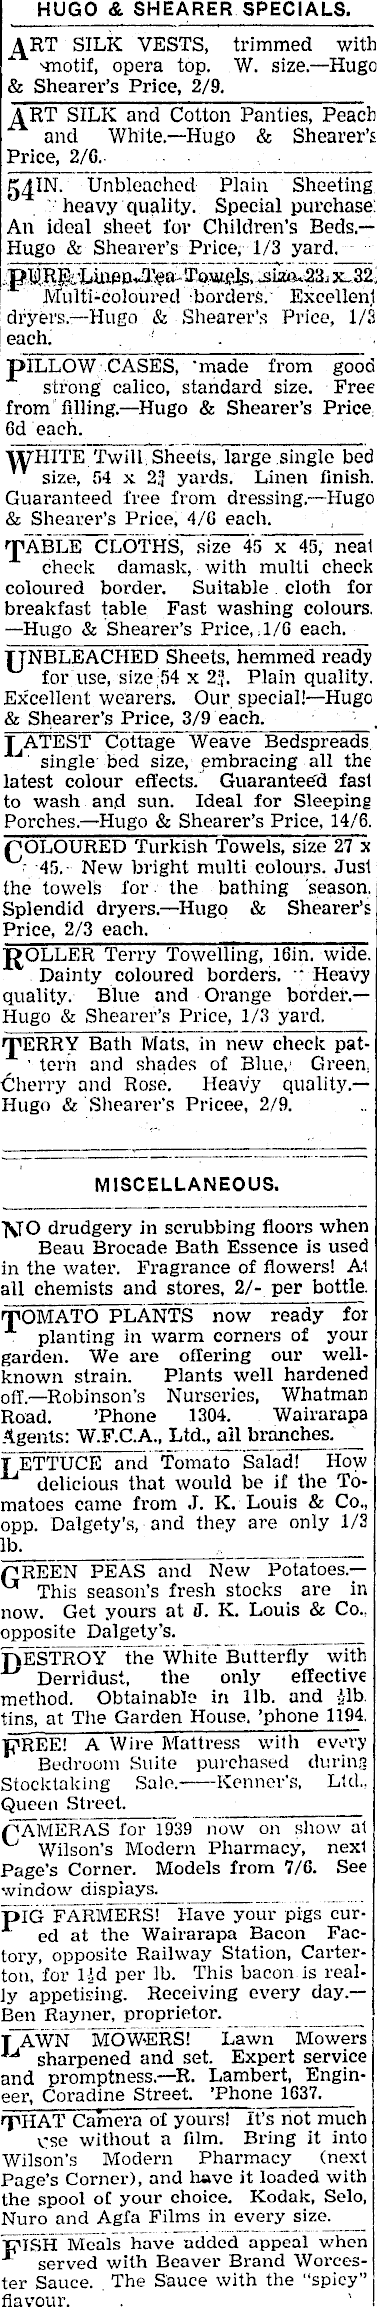 HUGO & SHEARER SPECIALS.
ART SILK VESTS, trimmed with
motif, opera top. W. size.—Hugo
& Shearer's Price, 2/9.
ART SILK and Cotton Panties, Peach
and White.—Hugo & Shearer's
Price, 2/6.
54IN. Unbleached Plain Sheeting
heavy quality. Special purchase
An ideal sheet for Children's Beds.—
Hugo & Shearer's Price, 1/3 yard.
PURE Linen Tea Towels, size 23 x 32
Multi-coloured borders. Excellent
dryers.—Hugo & Shearer's Price, 1/3
each.
PILLOW CASES, made from good
strong calico, standard size. Free
from filling.—Hugo & Shearer's Price
6d each.
WHITE Twill Sheets, large single bed
size, 54 x 2¾ yards. Linen finish.
Guaranteed free from dressing.—Hugo
& Shearer's Price, 4/6 each.
TABLE CLOTHS, size 45 x 45, neat
check damask, with multi check
coloured border. Suitable cloth for
breakfast table Fast washing colours.
—Hugo & Shearer's Price, 1/6 each.
UNBLEACHED Sheets, hemmed ready
for use, size 54 x 2¾. Plain quality.
Excellent wearers. Our special!—Hugo
& Shearer's Price, 3/9 each.
LATEST Cottage Weave Bedspreads
single bed size, embracing all the
latest colour effects. Guaranteed fast
to wash and sun. Ideal for Sleeping
Porches.—Hugo & Shearer's Price, 14/6.
COLOURED Turkish Towels, size 27 x
45. New bright multi colours. Just
the towels for the bathing season.
Splendid dryers.—Hugo & Shearer's
Price, 2/3 each.
ROLLER Terry Towelling, 16in. wide.
Dainty coloured borders. Heavy
quality. Blue and Orange border.—
Hugo & Shearer's Price, 1/3 yard.
TERRY Bath Mats, in new check pat-
tern and shades of Blue, Green,
Cherry and Rose. Heavy quality.—
Hugo & Shearer's Pricee, 2/9.
MISCELLANEOUS.
NO drudgery in scrubbing floors when
Beau Brocade Bath Essence is used
in the water. Fragrance of flowers! At
all chemists and stores, 2/- per bottle.
TOMATO PLANTS now ready for
planting in warm corners of your
garden. We are offering our well-
known strain. Plants well hardened
off.—Robinson's Nurseries, Whatman
Road. 'Phone 1304. Wairarapa
Agents: W.F.C.A., Ltd., all branches.
LETTUCE and Tomato Salad! How
delicious that would be if the To-
matoes came from J. K. Louis & Co.,
opp. Dalgety's, and they are only 1/3
lb.
GREEN PEAS and New Potatoes.—
This season's fresh stocks are in
now. Get yours at J. K. Louis & Co.,
opposite Dalgety's.
DESTROY the White Butterfly with
Derridust, the only effective
method. Obtainable in 1lb. and ½lb.
tins, at The Garden House, 'phone 1194.
FREE! A Wire Mattress with every
Bedroom Suite purchased during
Stocktaking Sale.—Kenner's, Ltd.,
Queen Street.
CAMERAS for 1939 now on show at
Wilson's Modern Pharmacy, next
Page's Corner. Models from 7/6. See
window displays.
PIG FARMERS! Have your pigs cur-
ed at the Wairarapa Bacon Fac-
tory, opposite Railway Station, Carter-
ton, for 1½d per lb. This bacon is real-
ly appetising. Receiving every day.—
Ben Rayner, proprietor.
LAWN MOWERS! Lawn Mowers
sharpened and set. Expert service
and promptness.—R. Lambert, Engin-
eer, Coradine Street. 'Phone 1637.
THAT Camera of yours! It's not much
use without a film. Bring it into
Wilson's Modern Pharmacy (next
Page's Corner), and have it loaded with
the spool of your choice. Kodak, Selo,
Nuro and Agfa Films in every size.
FISH Meals have added appeal when
served with Beaver Brand Worces-
ter Sauce. The Sauce with the "spicy"
flavour.